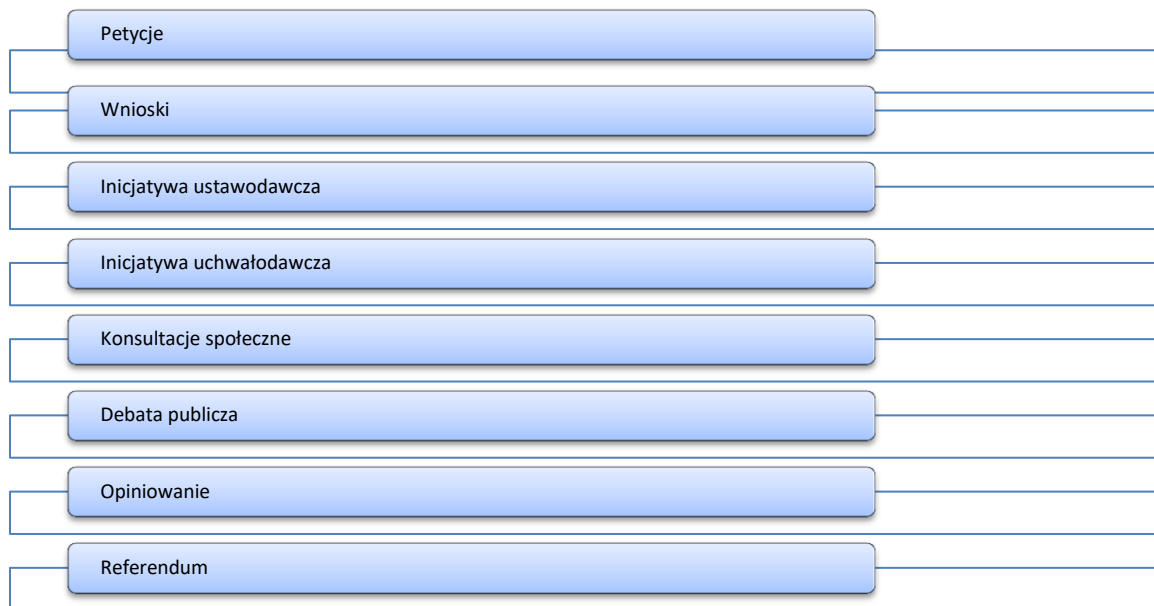 Petycje
Wnioski
Inicjatywa ustawodawcza
Inicjatywa uchwałodawcza
Konsultacje społeczne
Debata publicza
Opiniowanie
Referendum